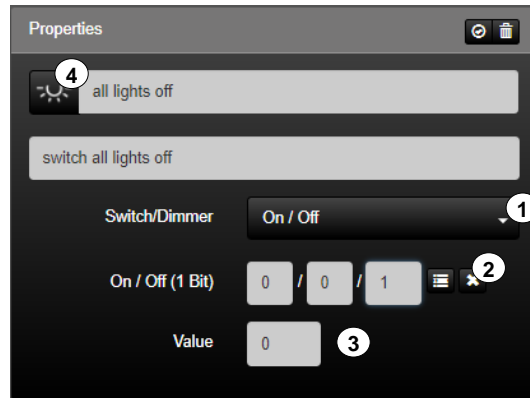 Properties
4
all lights off
switch all lights off
Switch/Dimmer On / Off 1
On / Off (1 Bit) 0 / 0 / 1 2
Value 0 3